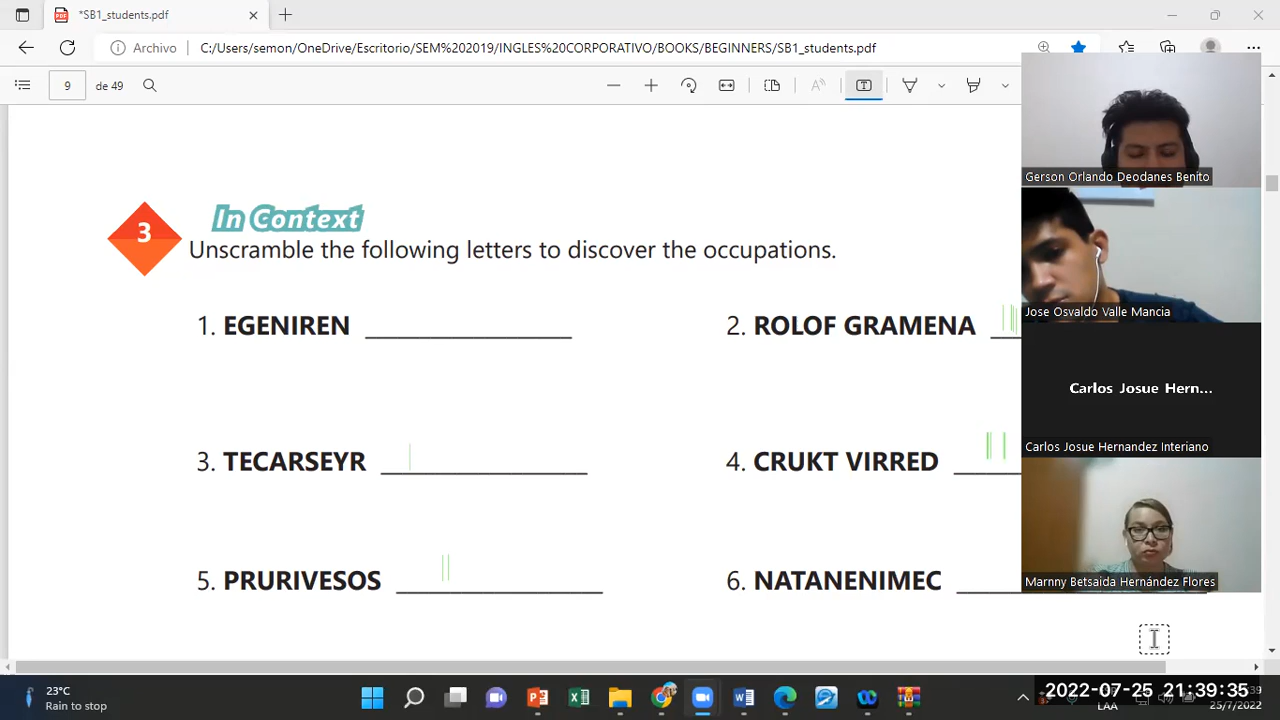 *SB1_students.pdf
Archivo
C:/Users/semon/OneDrive/Escritorio/SEM%202019/INGLES%20CORPORATIVO/BOOKS/BEGINNERS/SB1_students.pdf
9 de 49
In Context
3
Unscramble the following letters to discover the occupations.
1. EGENIREN ____________
2. ROLOF GRAMENA
3. TECARSEYR ____________
4. CRUKT VIRRED
5. PRURIVESOS ____________
6. NATANENIMEC ____________
Gerson Orlando Deodanes Benito
Jose Osvaldo Valle Mancia
Carlos Josue Hern...
Carlos Josue Hernandez Interiano
Marnny Betsaida Hernández Flores
23°C
Rain to stop
LAA
2022-07-25 21:39:35
25/7/2022